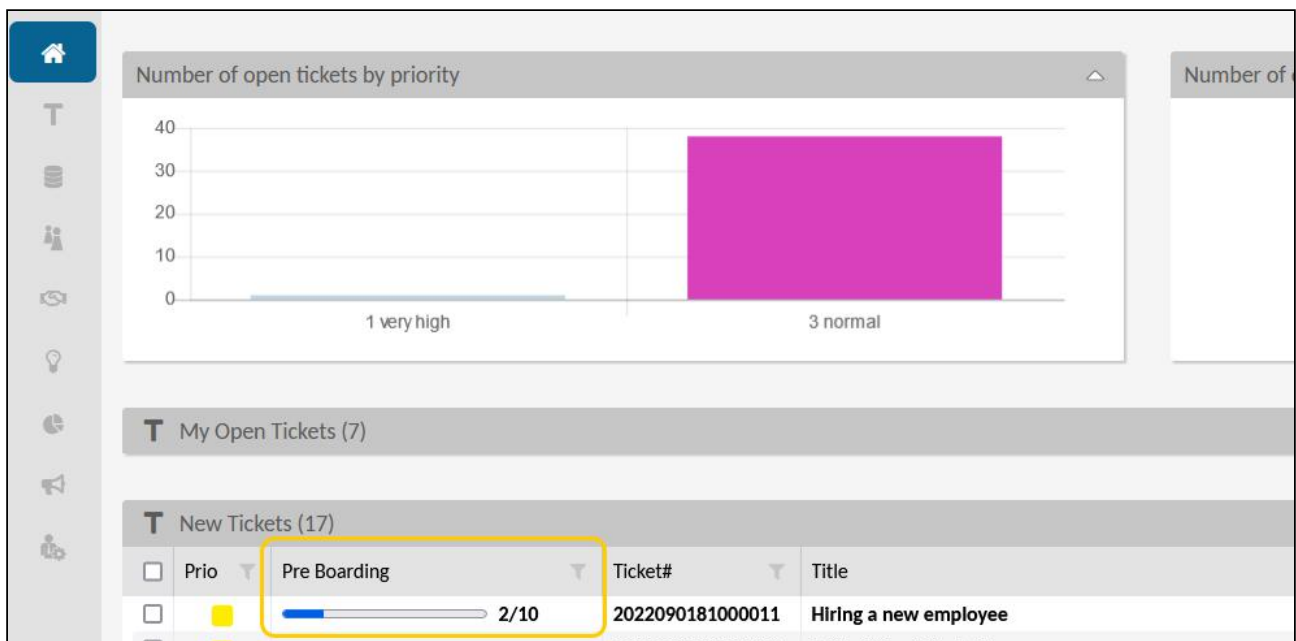 Number of open tickets by priority
Number of
40
30
20
10
0
1 very high
3 normal
T My Open Tickets (7)
T New Tickets (17)
Prio Pre Boarding Ticket# Title
2/10 2022090181000011 Hiring a new employee